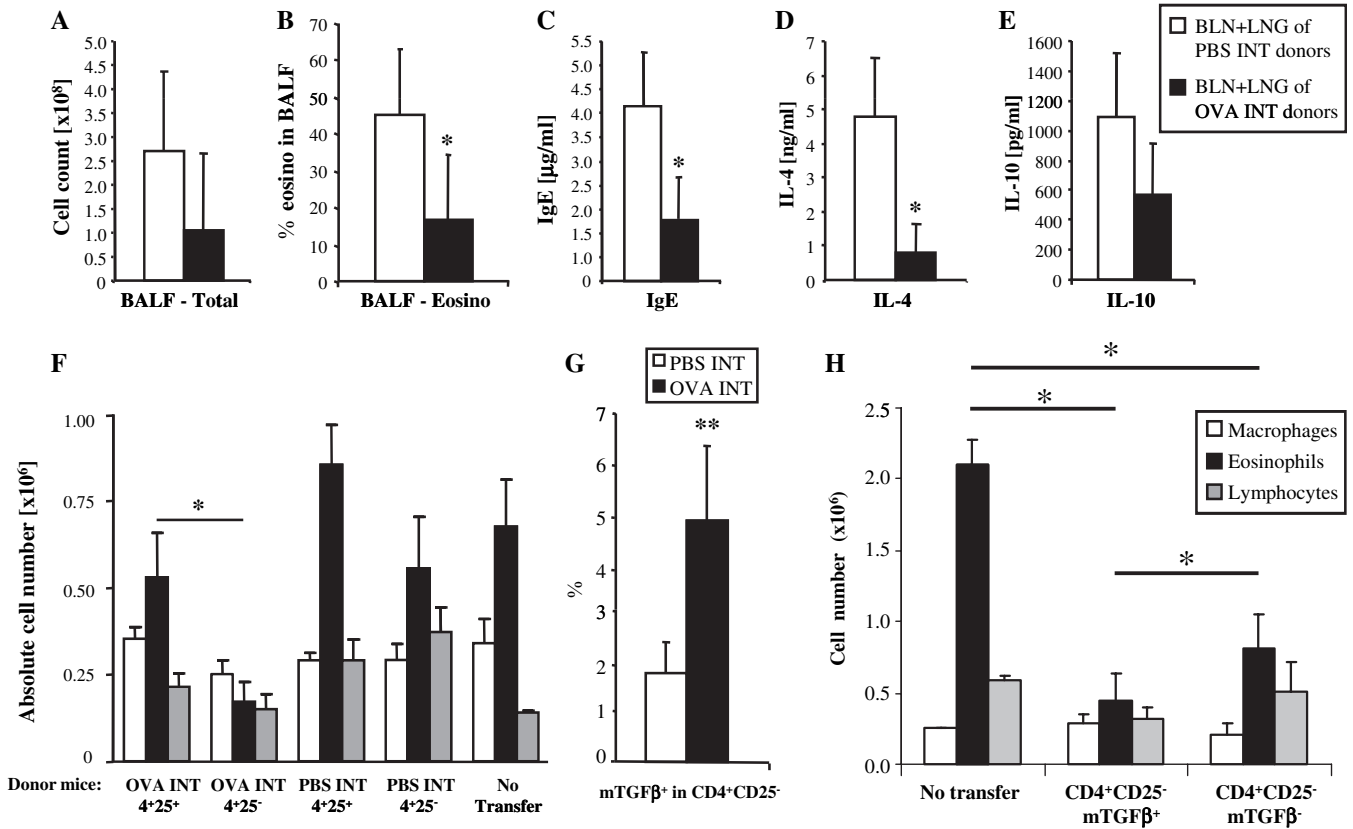 A
Cell count [x10⁸]
5.0
4.5
4.0
3.5
3.0
2.5
2.0
1.5
1.0
0.5
0
BALF - Total
B
% eosino in BALF
70
60
50
40
30
20
10
0
*
BALF - Eosino
C
IgE [μg/ml]
5.5
5.0
4.5
4.0
3.5
3.0
2.5
2.0
1.5
1.0
0.5
0
*
IgE
D
IL-4 [ng/ml]
7
6
5
4
3
2
1
0
*
IL-4
E
IL-10 [pg/ml]
1600
1400
1200
1000
800
600
400
200
0
IL-10
BLN+LNG of
PBS INT donors
BLN+LNG of
OVA INT donors
F
Absolute cell number [x10⁶]
1.00
0.75
0.50
0.25
0
*
Donor mice:
OVA INT
4⁺25⁺
OVA INT
4⁺25⁻
PBS INT
4⁺25⁺
PBS INT
4⁺25⁻
No
Transfer
G
PBS INT
OVA INT
%
7
6
5
4
3
2
1
0
**
mTGFβ⁺ in CD4⁺CD25⁻
H
Cell number (x10⁶)
2.5
2.0
1.5
1.0
0.5
0.0
*
*
*
Macrophages
Eosinophils
Lymphocytes
No transfer
CD4⁺CD25⁻
mTGFβ⁺
CD4⁺CD25⁻
mTGFβ⁻